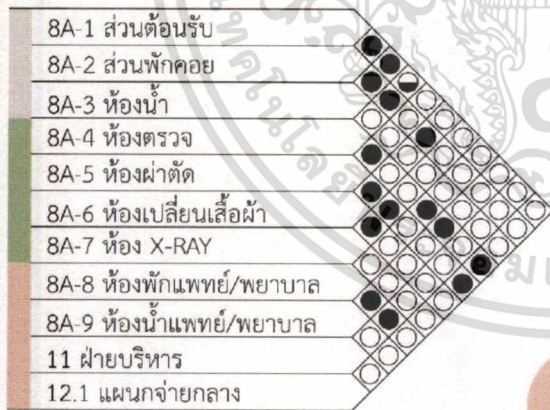 8A-1 ส่วนต้อนรับ
8A-2 ส่วนพักคอย
8A-3 ห้องน้ำ
8A-4 ห้องตรวจ
8A-5 ห้องผ่าตัด
8A-6 ห้องเปลี่ยนเสื้อผ้า
8A-7 ห้อง X-RAY
8A-8 ห้องพักแพทย์/พยาบาล
8A-9 ห้องน้ำแพทย์/พยาบาล
11 ฝ่ายบริหาร
12.1 แผนกจ่ายกลาง